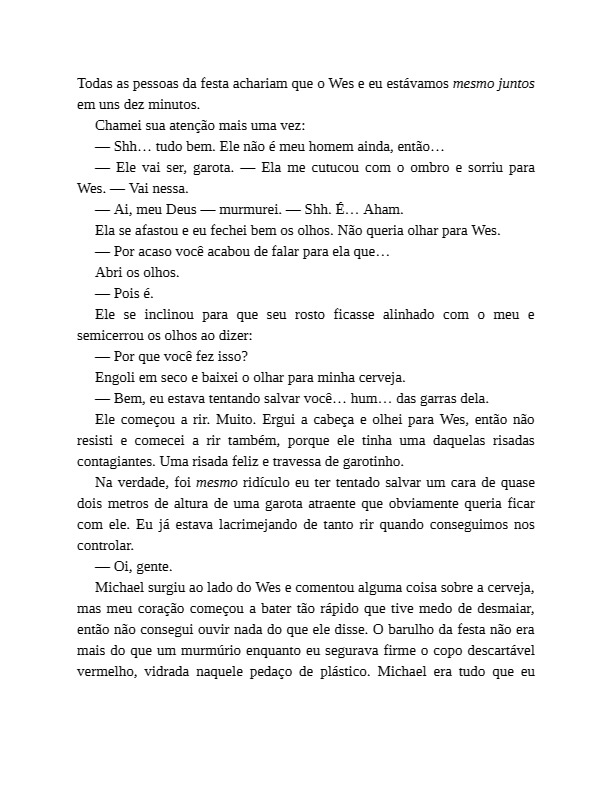 Todas as pessoas da festa achariam que o Wes e eu estávamos mesmo juntos
em uns dez minutos.
Chamei sua atenção mais uma vez:
— Shh… tudo bem. Ele não é meu homem ainda, então…
— Ele vai ser, garota. — Ela me cutucou com o ombro e sorriu para
Wes. — Vai nessa.
— Ai, meu Deus — murmurei. — Shh. É… Aham.
Ela se afastou e eu fechei bem os olhos. Não queria olhar para Wes.
— Por acaso você acabou de falar para ela que…
Abri os olhos.
— Pois é.
Ele se inclinou para que seu rosto ficasse alinhado com o meu e
semicerrou os olhos ao dizer:
— Por que você fez isso?
Engoli em seco e baixei o olhar para minha cerveja.
— Bem, eu estava tentando salvar você… hum… das garras dela.
Ele começou a rir. Muito. Ergui a cabeça e olhei para Wes, então não
resisti e comecei a rir também, porque ele tinha uma daquelas risadas
contagiantes. Uma risada feliz e travessa de garotinho.
Na verdade, foi mesmo ridículo eu ter tentado salvar um cara de quase
dois metros de altura de uma garota atraente que obviamente queria ficar
com ele. Eu já estava lacrimejando de tanto rir quando conseguimos nos
controlar.
— Oi, gente.
Michael surgiu ao lado do Wes e comentou alguma coisa sobre a cerveja,
mas meu coração começou a bater tão rápido que tive medo de desmaiar,
então não consegui ouvir nada do que ele disse. O barulho da festa não era
mais do que um murmúrio enquanto eu segurava firme o copo descartável
vermelho, vidrada naquele pedaço de plástico. Michael era tudo que eu